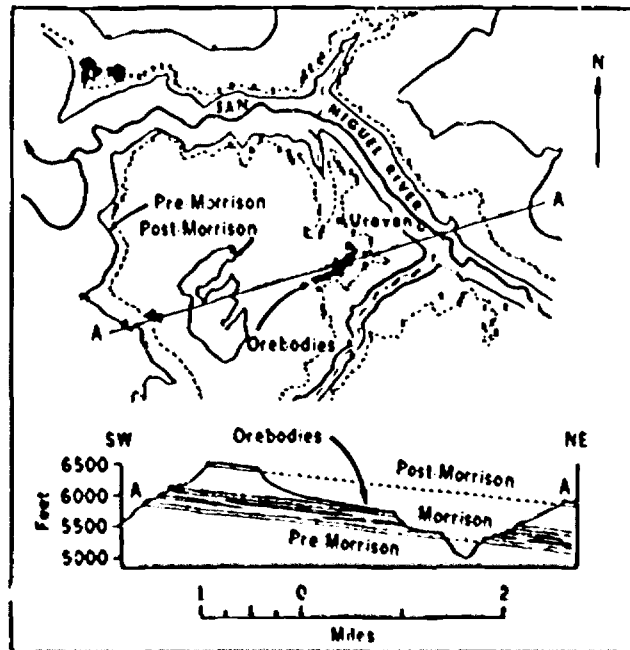 N
SAN
MIGUEL RIVER
Pre Morrison
Post-Morrison
Uravan
A
A
Orebodies
Orebodies
SW
NE
6500
6000
5500
5000
Feet
A
A
Post-Morrison
Morrison
Pre Morrison
1 0 2
Miles